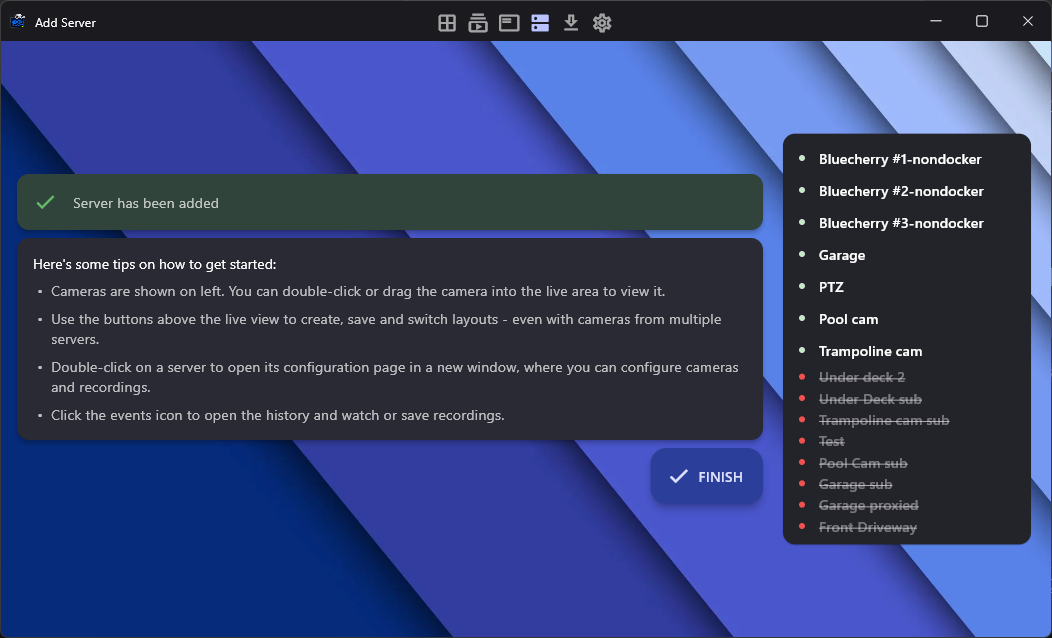 Add Server
Server has been added
Here's some tips on how to get started:
• Cameras are shown on left. You can double-click or drag the camera into the live area to view it.
• Use the buttons above the live view to create, save and switch layouts - even with cameras from multiple
servers.
• Double-click on a server to open its configuration page in a new window, where you can configure cameras
and recordings.
• Click the events icon to open the history and watch or save recordings.
FINISH
Bluecherry #1-nondocker
Bluecherry #2-nondocker
Bluecherry #3-nondocker
Garage
PTZ
Pool cam
Trampoline cam
Under deck 2
Under Deck sub
Trampoline cam sub
Test
Pool Cam sub
Garage sub
Garage proxied
Front Driveway